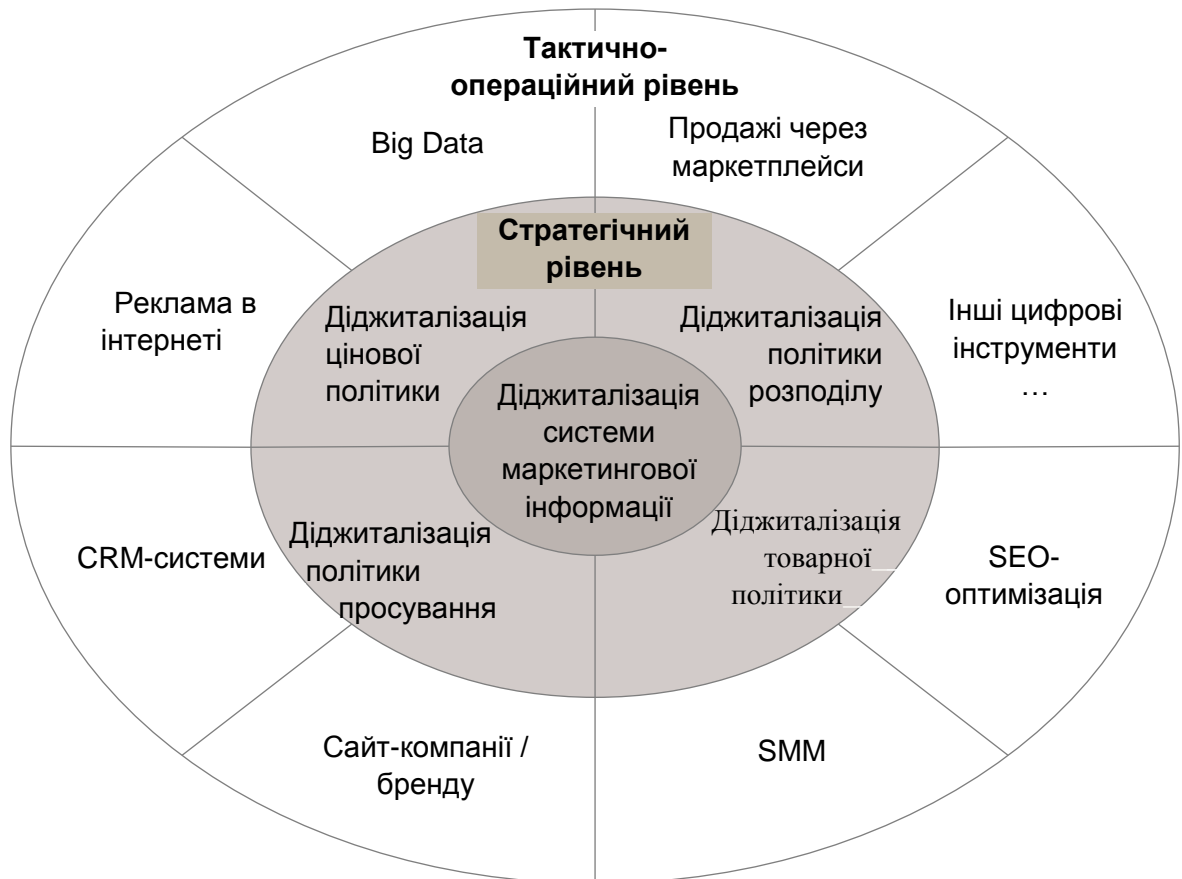 Тактично-
операційний рівень
Big Data
Продажі через
маркетплейси
Стратегічний
рівень
Реклама в
інтернеті
Діджиталізація
цінової
політики
Діджиталізація
політики
розподілу
Інші цифрові
інструменти
…
Діджиталізація
системи
маркетингової
інформації
CRM-системи
Діджиталізація
політики
просування
Діджиталізація
товарної
політики
SEO-
оптимізація
Сайт-компанії /
бренду
SMM